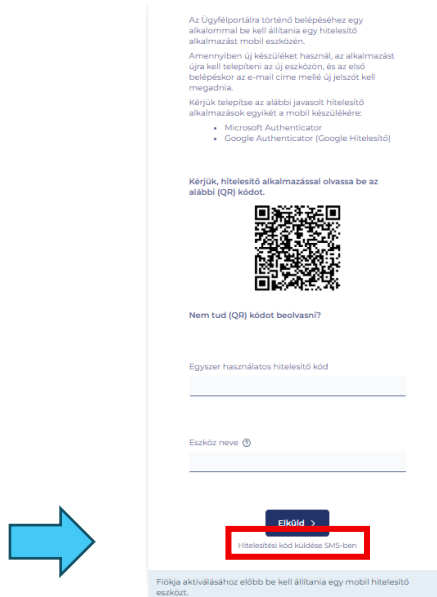 Az Ügyfélportálra történő belépéséhez egy
alkalommal be kell állítania egy hitelesítő
alkalmazást mobil eszközén.
Amennyiben új készüléket használ, az alkalmazást
újra kell telepíteni az új eszközön, és az első
belépéskor az e-mail címe mellé új jelszót kell
megadnia.
Kérjük telepítse az alábbi javasolt hitelesítő
alkalmazások egyikét a mobil készülékére:
• Microsoft Authenticator
• Google Authenticator (Google Hitelesítő)
Kérjük, hitelesítő alkalmazással olvassa be az
alábbi (QR) kódot.
Nem tud (QR) kódot beolvasni?
Egyszer használatos hitelesítő kód
Eszköz neve ?
Elküld >
Hitelesítési kód küldése SMS-ben
Fiókja aktiválásához előbb be kell állítania egy mobil hitelesítő
eszközt.